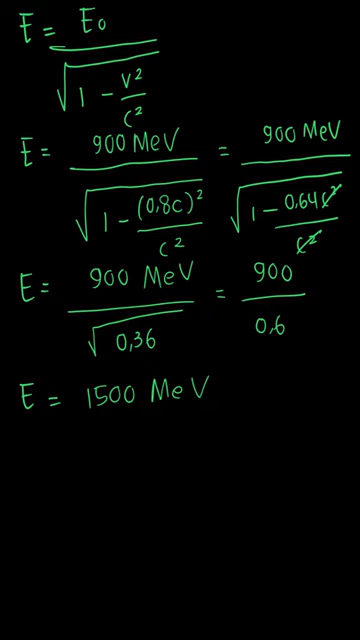 E = E₀ / √(1 − V²/C²)
E = 900 MeV / √(1 − (0,8C)²/C²) = 900 MeV / √(1 − 0,64C²/C²)
E = 900 MeV / √0,36 = 900 / 0,6
E = 1500 MeV